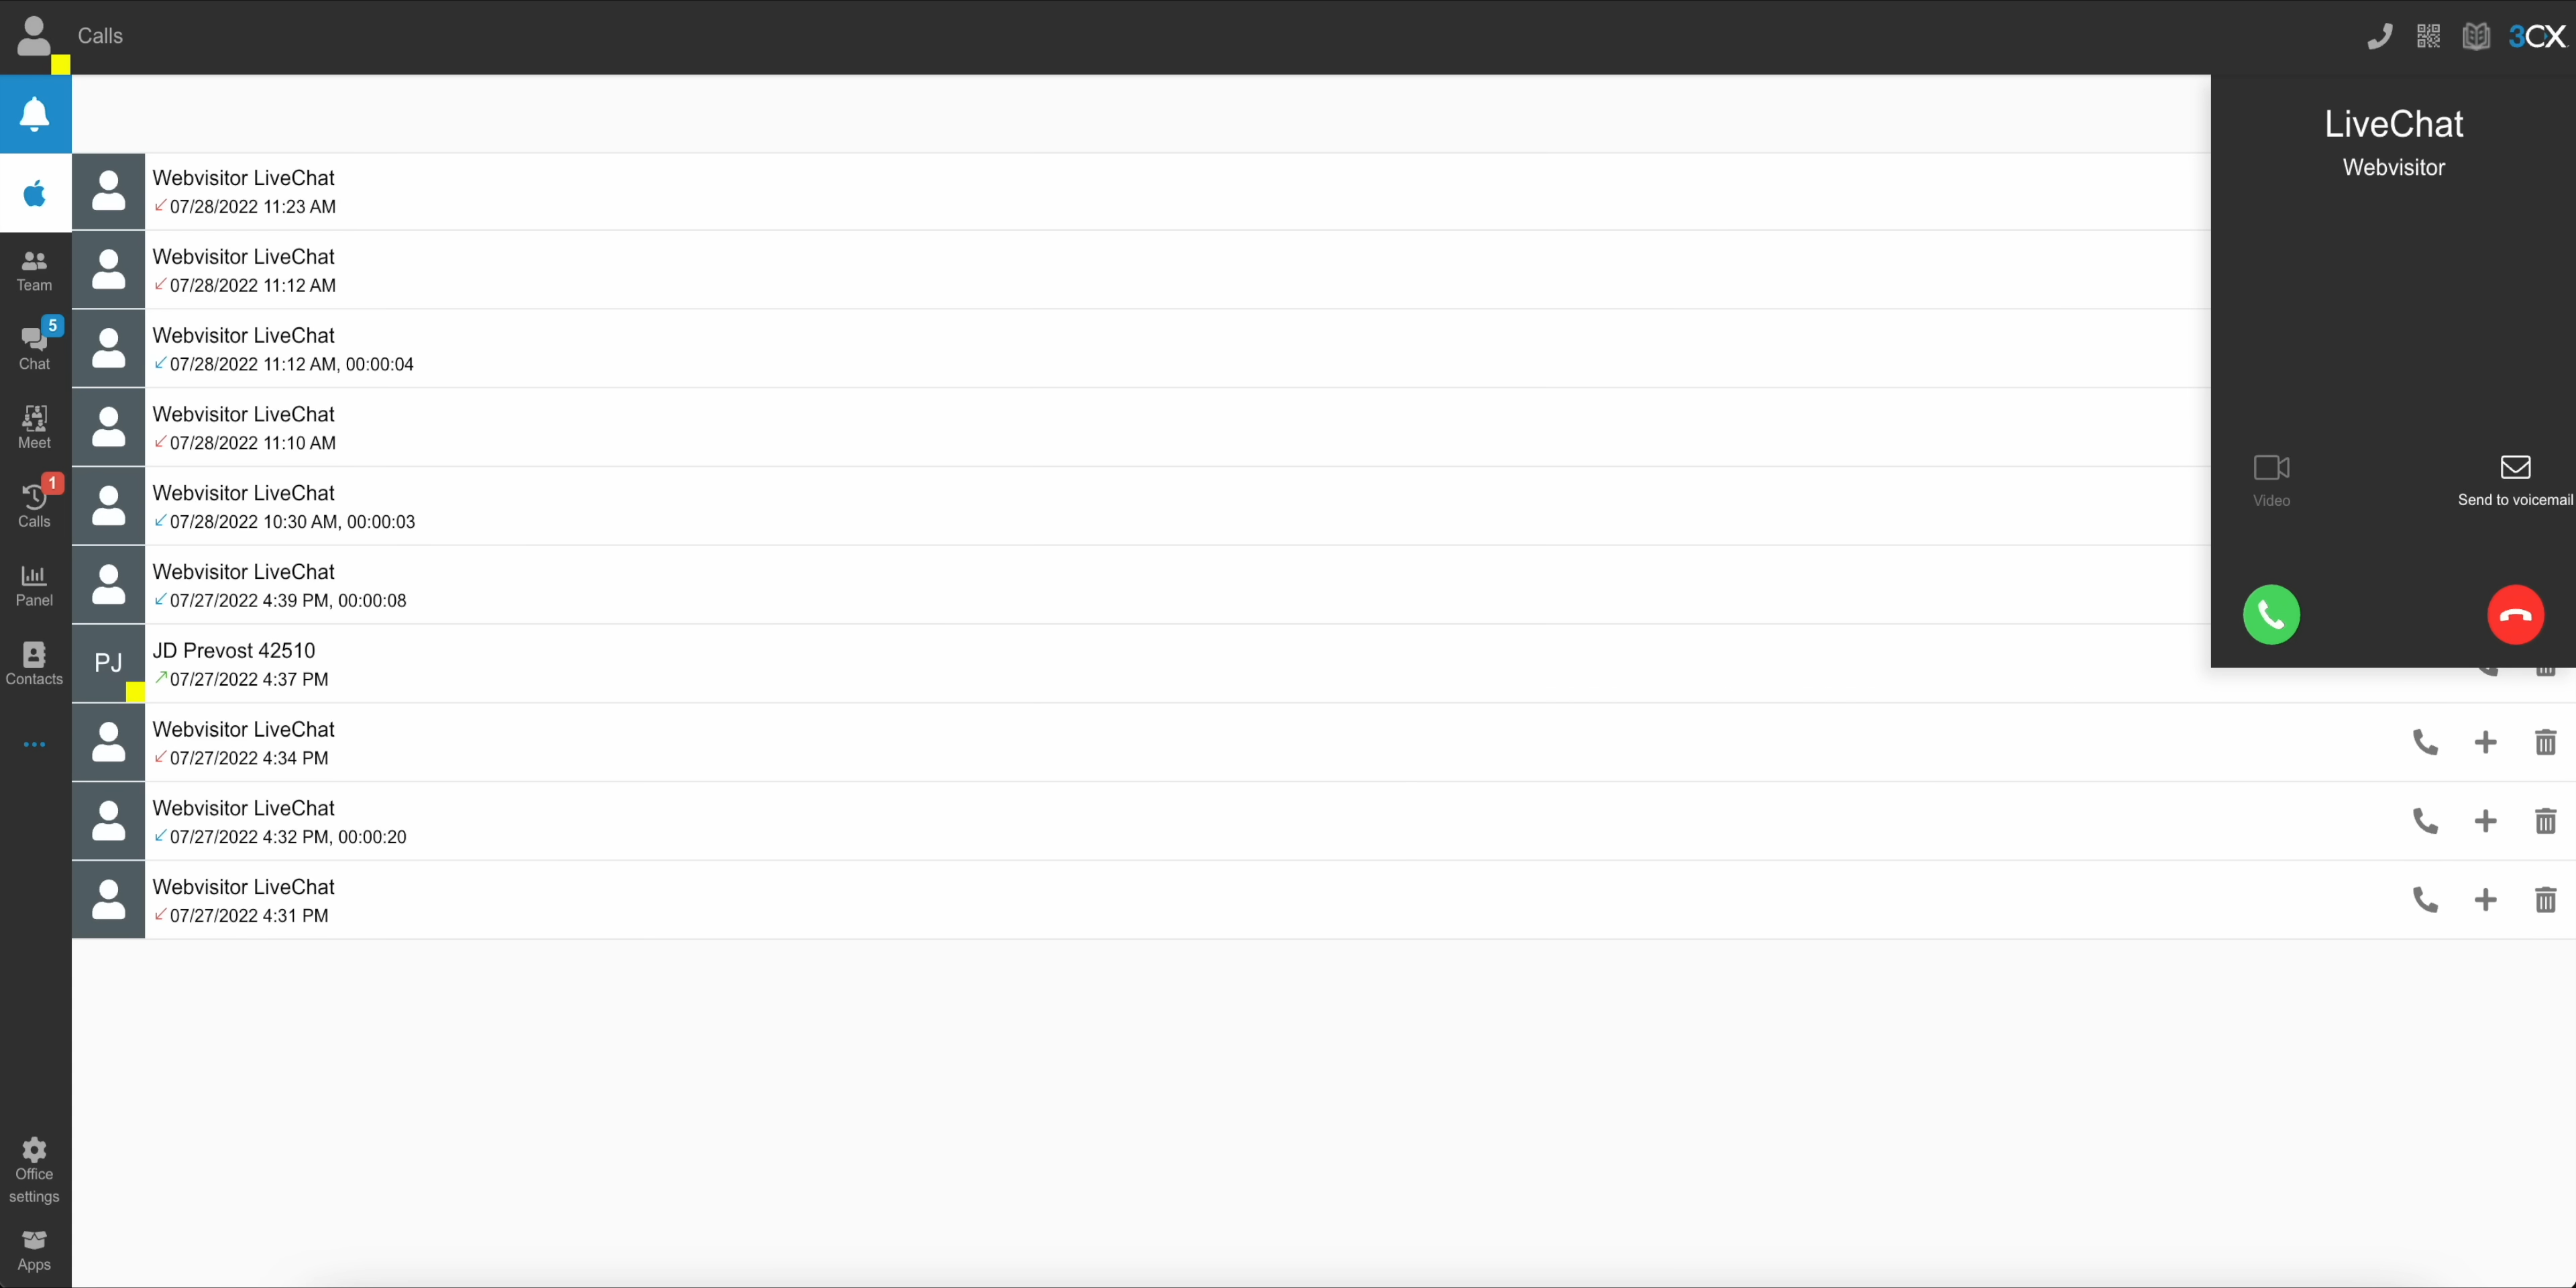 Calls
3CX
LiveChat
Webvisitor
Video
Send to voicemail
Team
5
Chat
Meet
1
Calls
Panel
Contacts
Office
settings
Apps
Webvisitor LiveChat
07/28/2022 11:23 AM
Webvisitor LiveChat
07/28/2022 11:12 AM
Webvisitor LiveChat
07/28/2022 11:12 AM, 00:00:04
Webvisitor LiveChat
07/28/2022 11:10 AM
Webvisitor LiveChat
07/28/2022 10:30 AM, 00:00:03
Webvisitor LiveChat
07/27/2022 4:39 PM, 00:00:08
PJ
JD Prevost 42510
07/27/2022 4:37 PM
Webvisitor LiveChat
07/27/2022 4:34 PM
Webvisitor LiveChat
07/27/2022 4:32 PM, 00:00:20
Webvisitor LiveChat
07/27/2022 4:31 PM